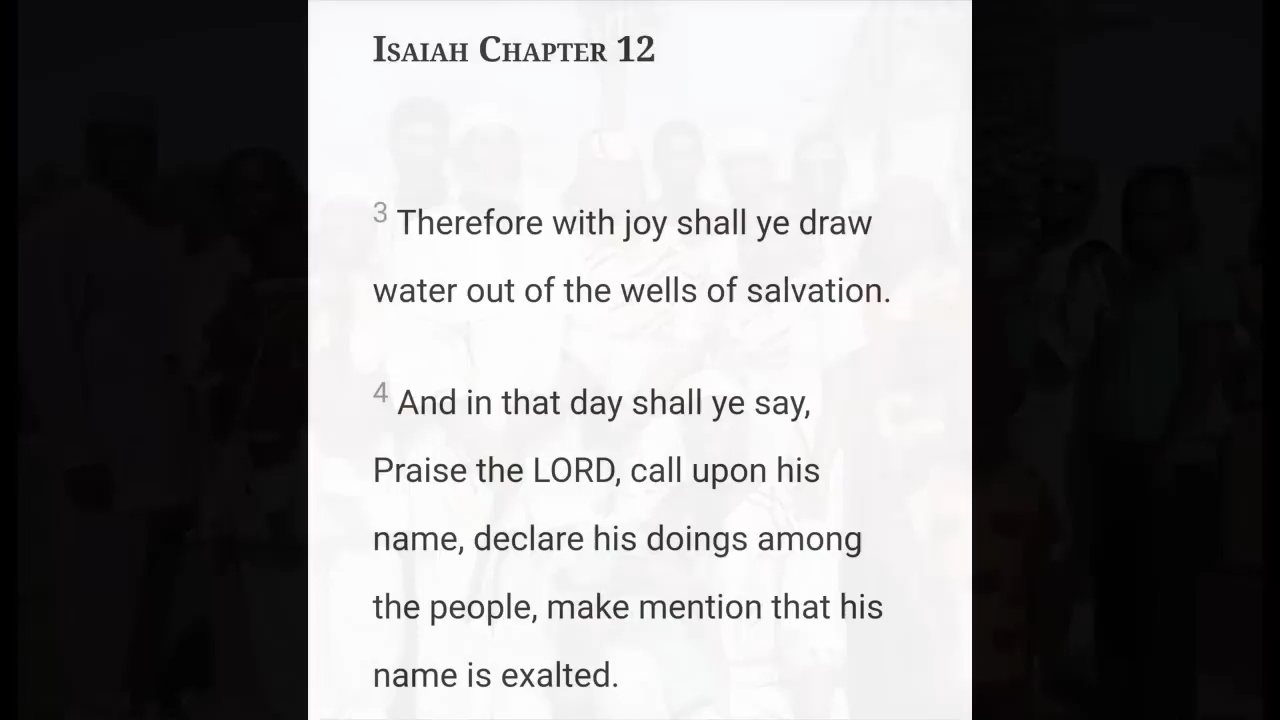 Isaiah Chapter 12
3 Therefore with joy shall ye draw
water out of the wells of salvation.
4 And in that day shall ye say,
Praise the LORD, call upon his
name, declare his doings among
the people, make mention that his
name is exalted.